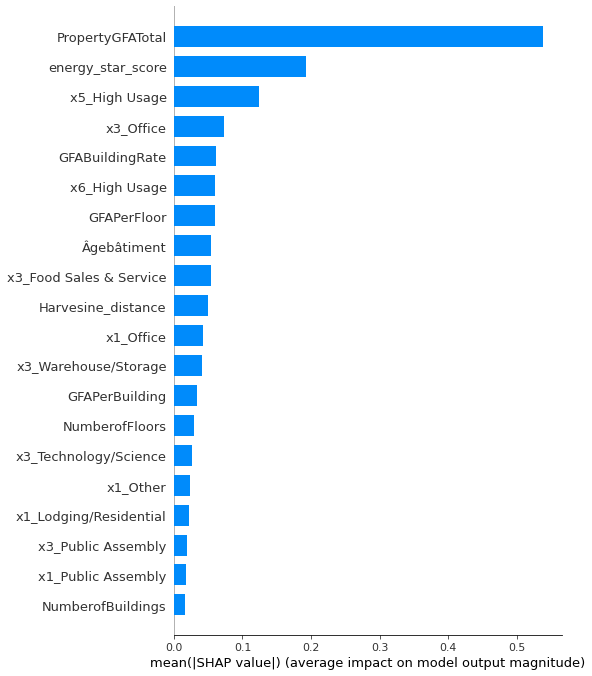 PropertyGFATotal
energy_star_score
x5_High Usage
x3_Office
GFABuildingRate
x6_High Usage
GFAPerFloor
Âgebâtiment
x3_Food Sales & Service
Harvesine_distance
x1_Office
x3_Warehouse/Storage
GFAPerBuilding
NumberofFloors
x3_Technology/Science
x1_Other
x1_Lodging/Residential
x3_Public Assembly
x1_Public Assembly
NumberofBuildings
0.0 0.1 0.2 0.3 0.4 0.5
mean(|SHAP value|) (average impact on model output magnitude)